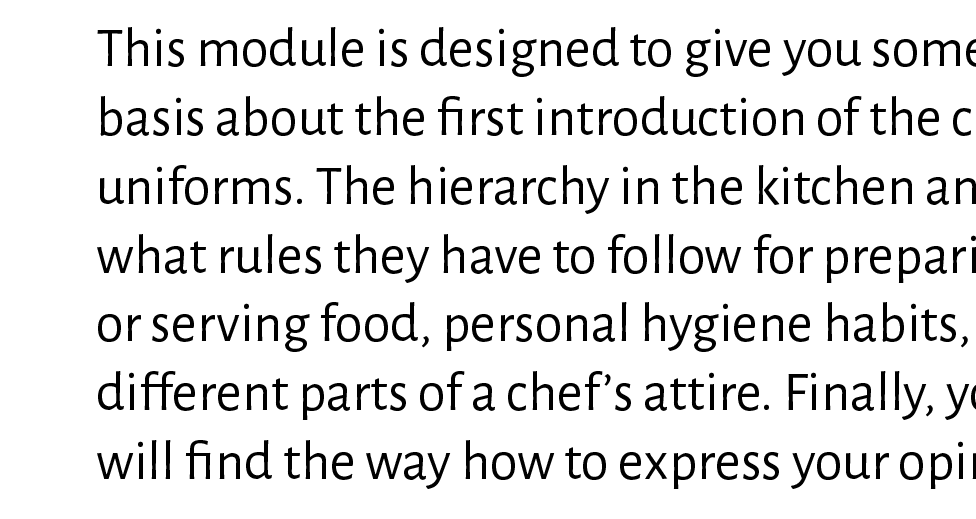 This module is designed to give you some
basis about the first introduction of the c
uniforms. The hierarchy in the kitchen an
what rules they have to follow for prepari
or serving food, personal hygiene habits,
different parts of a chef’s attire. Finally, yo
will find the way how to express your opin